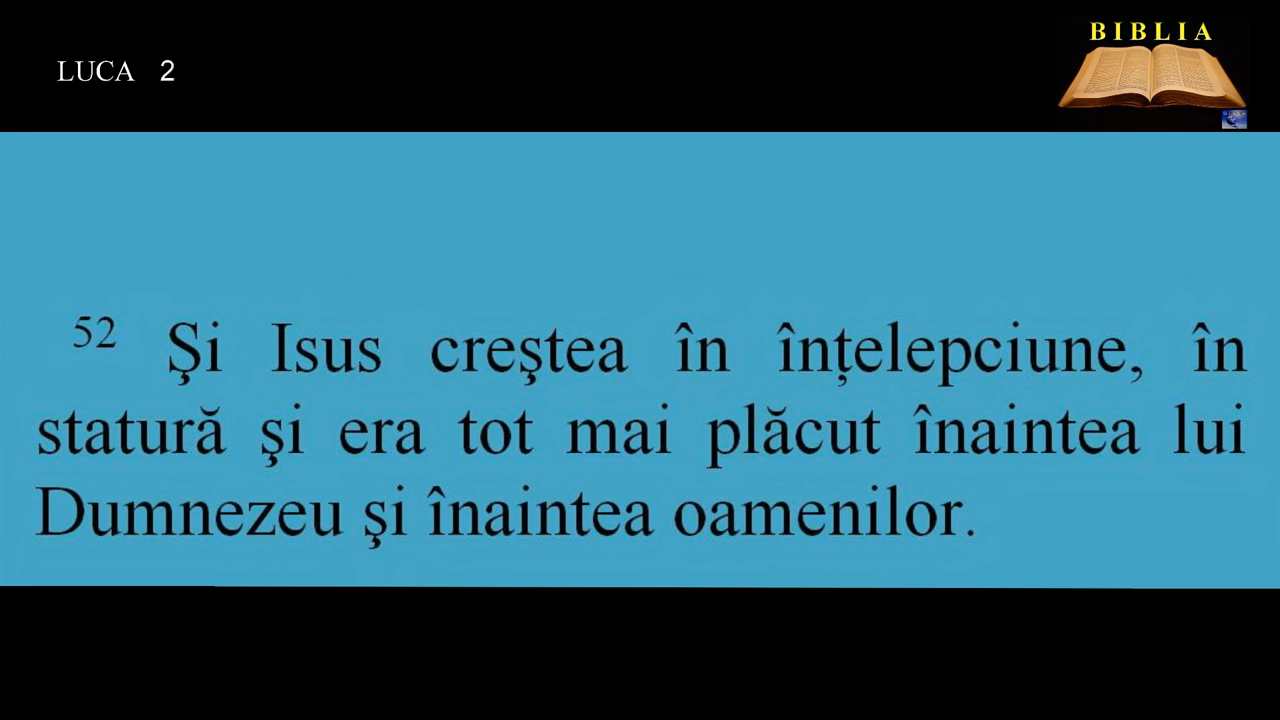 BIBLIA
LUCA 2
52 Şi Isus creştea în înțelepciune, în
statură şi era tot mai plăcut înaintea lui
Dumnezeu şi înaintea oamenilor.